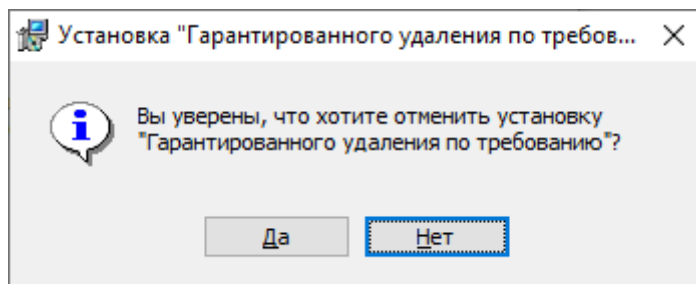 Установка "Гарантированного удаления по требов...
Вы уверены, что хотите отменить установку
"Гарантированного удаления по требованию"?
Да
Нет